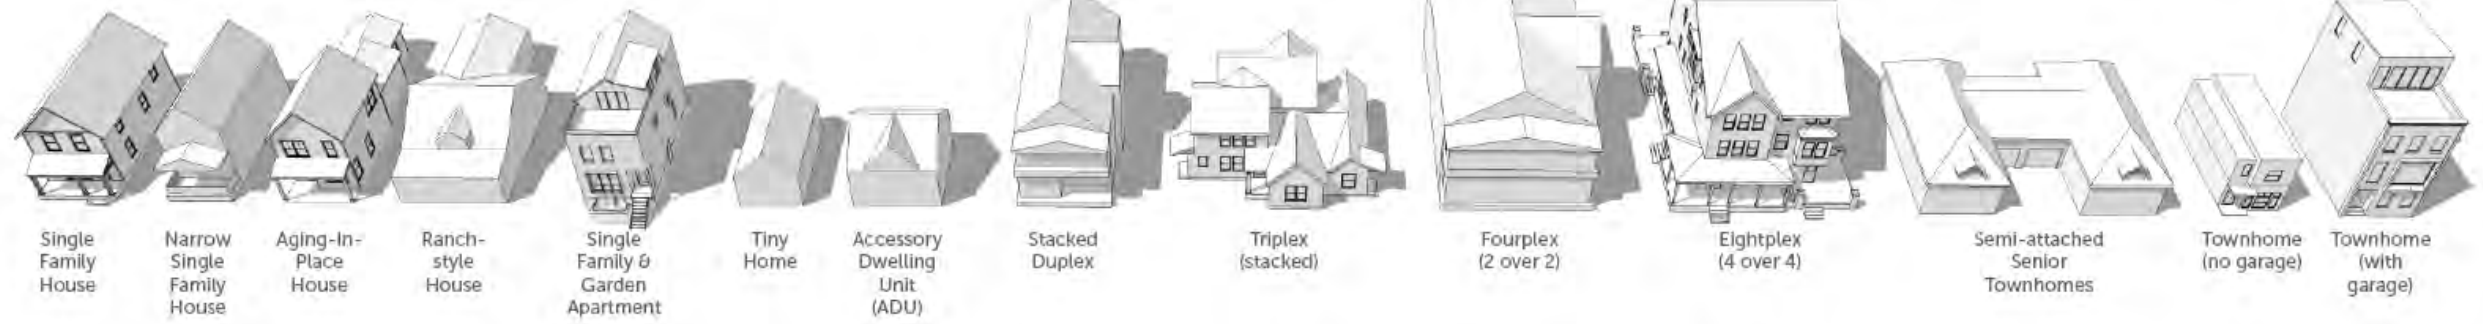 Single
Family
House
Narrow
Single
Family
House
Aging-In-
Place
House
Ranch-
style
House
Single
Family &
Garden
Apartment
Tiny
Home
Accessory
Dwelling
Unit
(ADU)
Stacked
Duplex
Triplex
(stacked)
Fourplex
(2 over 2)
Eightplex
(4 over 4)
Semi-attached
Senior
Townhomes
Townhome
(no garage)
Townhome
(with
garage)